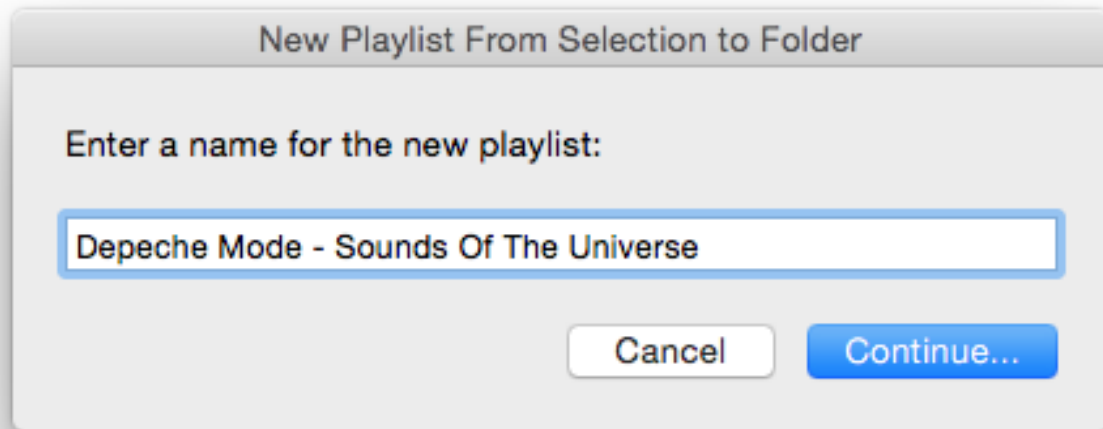 New Playlist From Selection to Folder
Enter a name for the new playlist:
Depeche Mode - Sounds Of The Universe
Cancel
Continue...